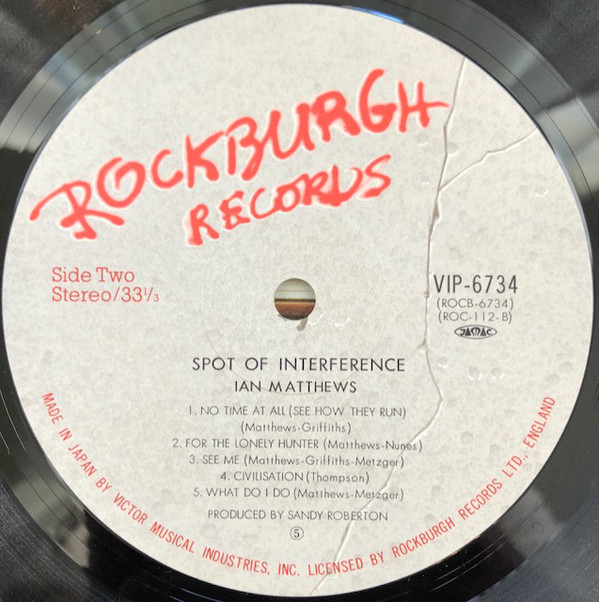 ROCKBURGH
RECORDS
Side Two
Stereo/33⅓
VIP-6734
(ROCB-6734)
(ROC-112-B)
JASRAC
SPOT OF INTERFERENCE
IAN MATTHEWS
1. NO TIME AT ALL (SEE HOW THEY RUN)
(Matthews-Griffiths)
2. FOR THE LONELY HUNTER (Matthews-Nunes)
3. SEE ME (Matthews-Griffiths-Metzger)
4. CIVILISATION (Thompson)
5. WHAT DO I DO (Matthews-Metzger)
PRODUCED BY SANDY ROBERTON
⑤
MADE IN JAPAN BY VICTOR MUSICAL INDUSTRIES, INC. LICENSED BY ROCKBURGH RECORDS LTD., ENGLAND